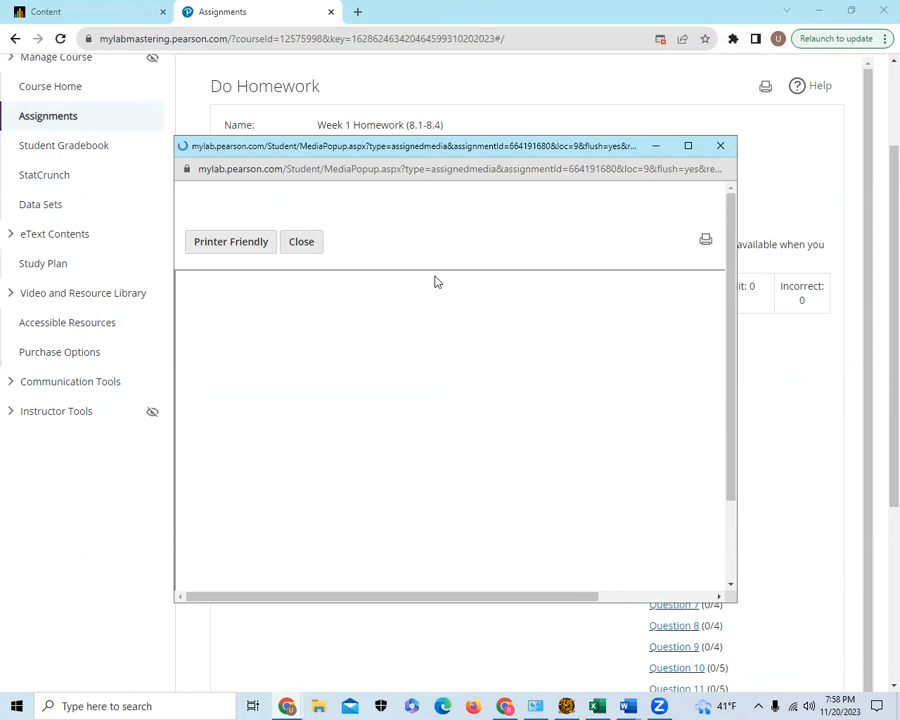 Content
Assignments
mylabmastering.pearson.com/?courseId=12575998&key=162862463420464599310202023#/
Relaunch to update
U
Manage Course
Do Homework
Help
Course Home
Assignments
Name: Week 1 Homework (8.1-8.4)
mylab.pearson.com/Student/MediaPopup.aspx?type=assignedmedia&assignmentId=664191680&loc=9&flush=yes&r...
Student Gradebook
mylab.pearson.com/Student/MediaPopup.aspx?type=assignedmedia&assignmentId=664191680&loc=9&flush=yes&re...
StatCrunch
Data Sets
eText Contents
Printer Friendly
Close
available when you
Study Plan
Video and Resource Library
it: 0
Incorrect:
0
Accessible Resources
Purchase Options
Communication Tools
Instructor Tools
Question 7 (0/4)
Question 8 (0/4)
Question 9 (0/4)
Question 10 (0/5)
Question 11 (0/5)
Type here to search
41°F
7:58 PM
11/20/2023